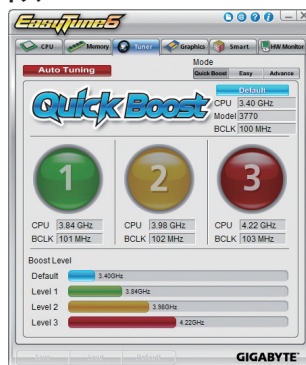 EasyTune6
CPU Memory Tuner Graphics Smart HW Monitor
Mode
Auto Tuning
Quick Boost Easy Advance
Quick Boost
Default
CPU 3.40 GHz
Model 3770
BCLK 100 MHz
1 2 3
CPU 3.84 GHz CPU 3.98 GHz CPU 4.22 GHz
BCLK 101 MHz BCLK 102 MHz BCLK 103 MHz
Boost Level
Default 3.40GHz
Level 1 3.84GHz
Level 2 3.98GHz
Level 3 4.22GHz
Save Load Default
GIGABYTE